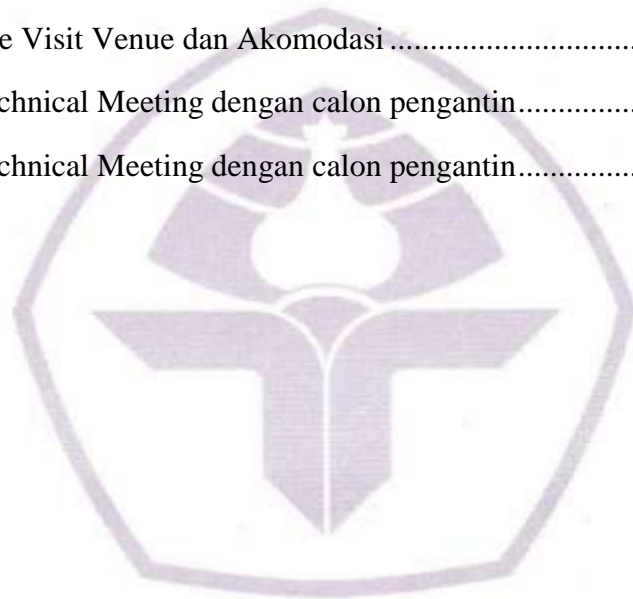 e Visit Venue dan Akomodasi ...............................
chnical Meeting dengan calon pengantin...............
chnical Meeting dengan calon pengantin...............